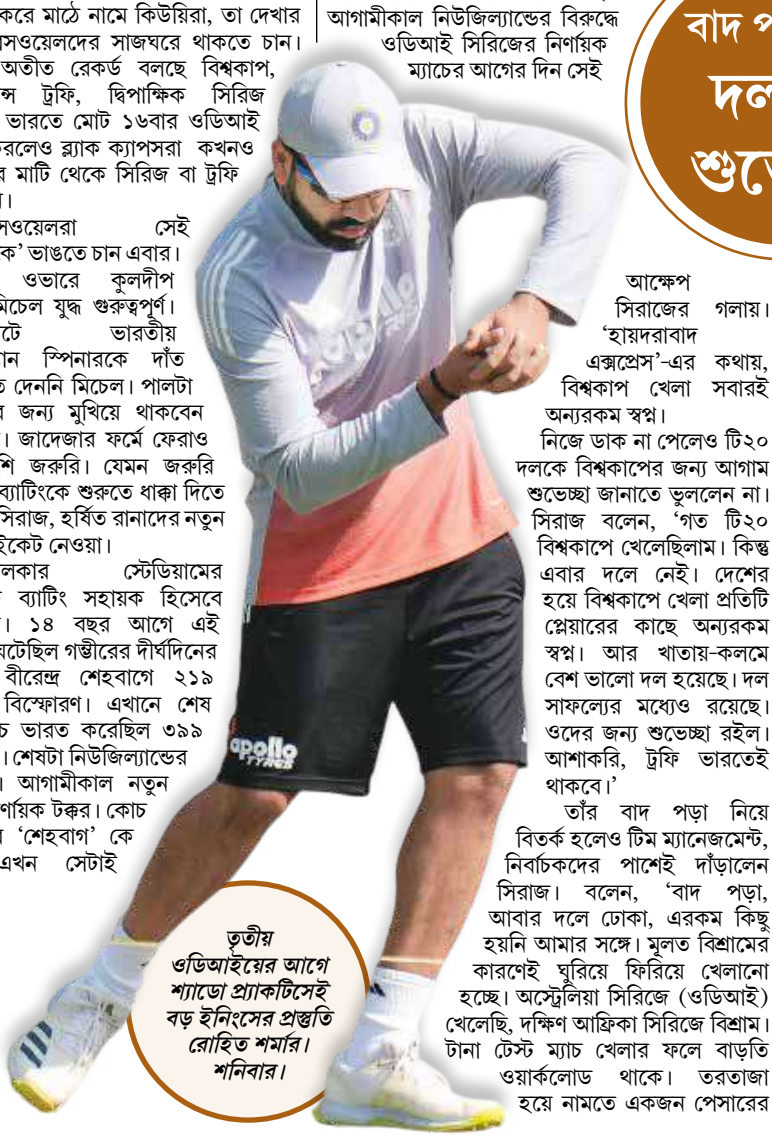 করে মাঠে নামে কিউয়িরা, তা দেখার
সওয়েলদের সাজঘরে থাকতে চান।
অতীত রেকর্ড বলছে বিশ্বকাপ,
ন্স ট্রফি, দ্বিপাক্ষিক সিরিজ
ভারতে মোট ১৬বার ওডিআই
করলেও ব্ল্যাক ক্যাপসরা কখনও
র মাটি থেকে সিরিজ বা ট্রফি
সওয়েলরা সেই
ক' ভাঙতে চান এবার।
ওভারে কুলদীপ
মিচেল যুদ্ধ গুরুত্বপূর্ণ।
টে ভারতীয়
ান স্পিনারকে দাঁত
ত দেননি মিচেল। পালটা
র জন্য মুখিয়ে থাকবেন
। জাদেজার ফর্মে ফেরাও
শি জরুরি। যেমন জরুরি
ব্যাটিংকে শুরুতে ধাক্কা দিতে
সিরাজ, হর্ষিত রানাদের নতুন
ইকেট নেওয়া।
লকার স্টেডিয়ামের
ব্যাটিং সহায়ক হিসেবে
। ১৪ বছর আগে এই
ঘটেছিল গম্ভীরের দীর্ঘদিনের
বীরেন্দ্র শেহবাগে ২১৯
বিস্ফোরণ। এখানে শেষ
চ ভারত করেছিল ৩৯৯
। শেষটা নিউজিল্যান্ডের
। আগামীকাল নতুন
র্ণায়ক টক্কর। কোচ
র 'শেহবাগ' কে
এখন সেটাই
আগামীকাল নিউজিল্যান্ডের বিরুদ্ধে
ওডিআই সিরিজের নির্ণায়ক
ম্যাচের আগের দিন সেই
আক্ষেপ
সিরাজের গলায়।
'হায়দরাবাদ
এক্সপ্রেস'-এর কথায়,
বিশ্বকাপ খেলা সবারই
অন্যরকম স্বপ্ন।
নিজে ডাক না পেলেও টি২০
দলকে বিশ্বকাপের জন্য আগাম
শুভেচ্ছা জানাতে ভুললেন না।
সিরাজ বলেন, 'গত টি২০
বিশ্বকাপে খেলেছিলাম। কিন্তু
এবার দলে নেই। দেশের
হয়ে বিশ্বকাপে খেলা প্রতিটি
প্লেয়ারের কাছে অন্যরকম
স্বপ্ন। আর খাতায়-কলমে
বেশ ভালো দল হয়েছে। দল
সাফল্যের মধ্যেও রয়েছে।
ওদের জন্য শুভেচ্ছা রইল।
আশাকরি, ট্রফি ভারতেই
থাকবে।'
তাঁর বাদ পড়া নিয়ে
বিতর্ক হলেও টিম ম্যানেজমেন্ট,
নির্বাচকদের পাশেই দাঁড়ালেন
সিরাজ। বলেন, 'বাদ পড়া,
আবার দলে ঢোকা, এরকম কিছু
হয়নি আমার সঙ্গে। মূলত বিশ্রামের
কারণেই ঘুরিয়ে ফিরিয়ে খেলানো
হচ্ছে। অস্ট্রেলিয়া সিরিজে (ওডিআই)
খেলেছি, দক্ষিণ আফ্রিকা সিরিজে বিশ্রাম।
টানা টেস্ট ম্যাচ খেলার ফলে বাড়তি
ওয়ার্কলোড থাকে। তরতাজা
হয়ে নামতে একজন পেসারের
বাদ প
দল
শুভে
apollo
TYRES
apollo
TYRES
তৃতীয়
ওডিআইয়ের আগে
শ্যাডো প্র্যাকটিসেই
বড় ইনিংসের প্রস্তুতি
রোহিত শর্মার।
শনিবার।